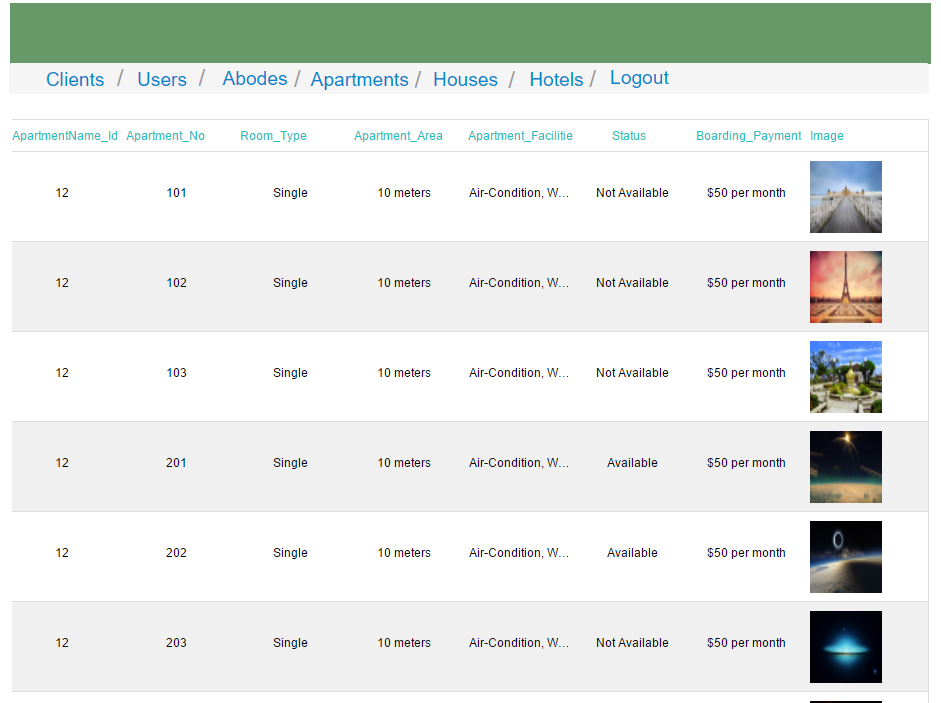 Clients / Users / Abodes / Apartments / Houses / Hotels / Logout
ApartmentName_Id Apartment_No Room_Type Apartment_Area Apartment_Facilitie Status Boarding_Payment Image
12 101 Single 10 meters Air-Condition, W... Not Available $50 per month
12 102 Single 10 meters Air-Condition, W... Not Available $50 per month
12 103 Single 10 meters Air-Condition, W... Not Available $50 per month
12 201 Single 10 meters Air-Condition, W... Available $50 per month
12 202 Single 10 meters Air-Condition, W... Available $50 per month
12 203 Single 10 meters Air-Condition, W... Not Available $50 per month